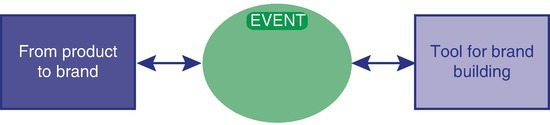 From product
to brand
EVENT
Tool for brand
building